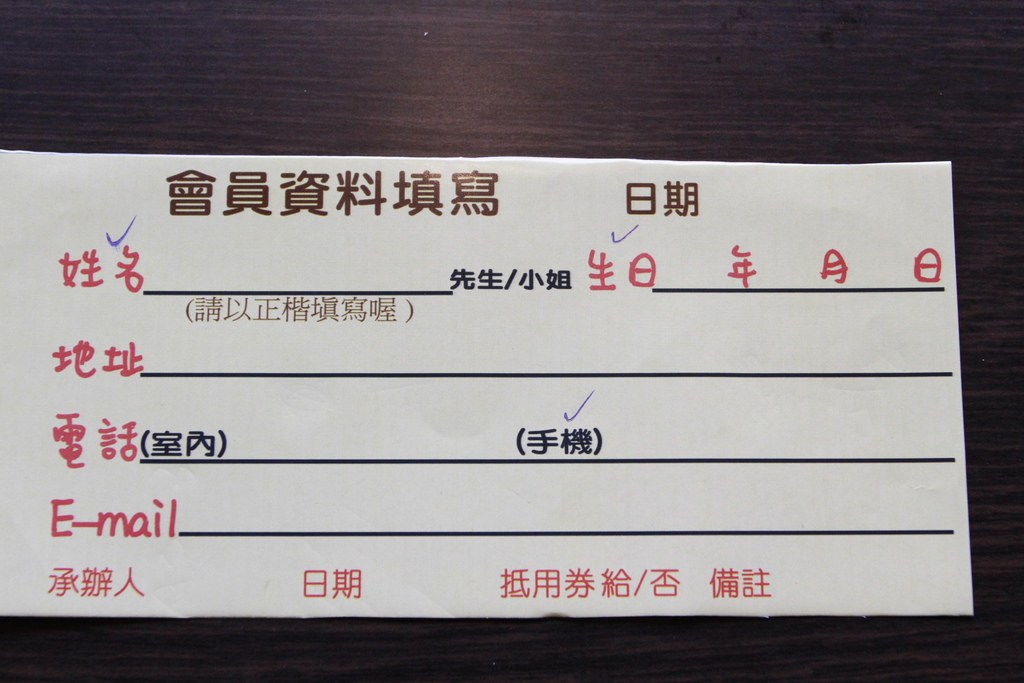 會員資料填寫 日期
姓名 先生/小姐 生日 年 月 日
(請以正楷填寫喔)
地址
電話(室內) (手機)
E-mail
承辦人 日期 抵用券給/否 備註